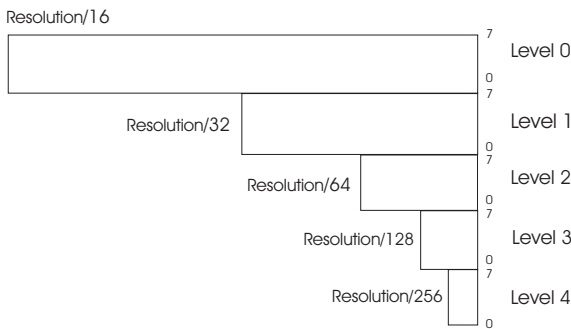 Resolution/16
7
Level 0
0
7
Resolution/32
Level 1
0
7
Resolution/64
Level 2
0
7
Resolution/128
Level 3
0
7
Resolution/256
Level 4
0